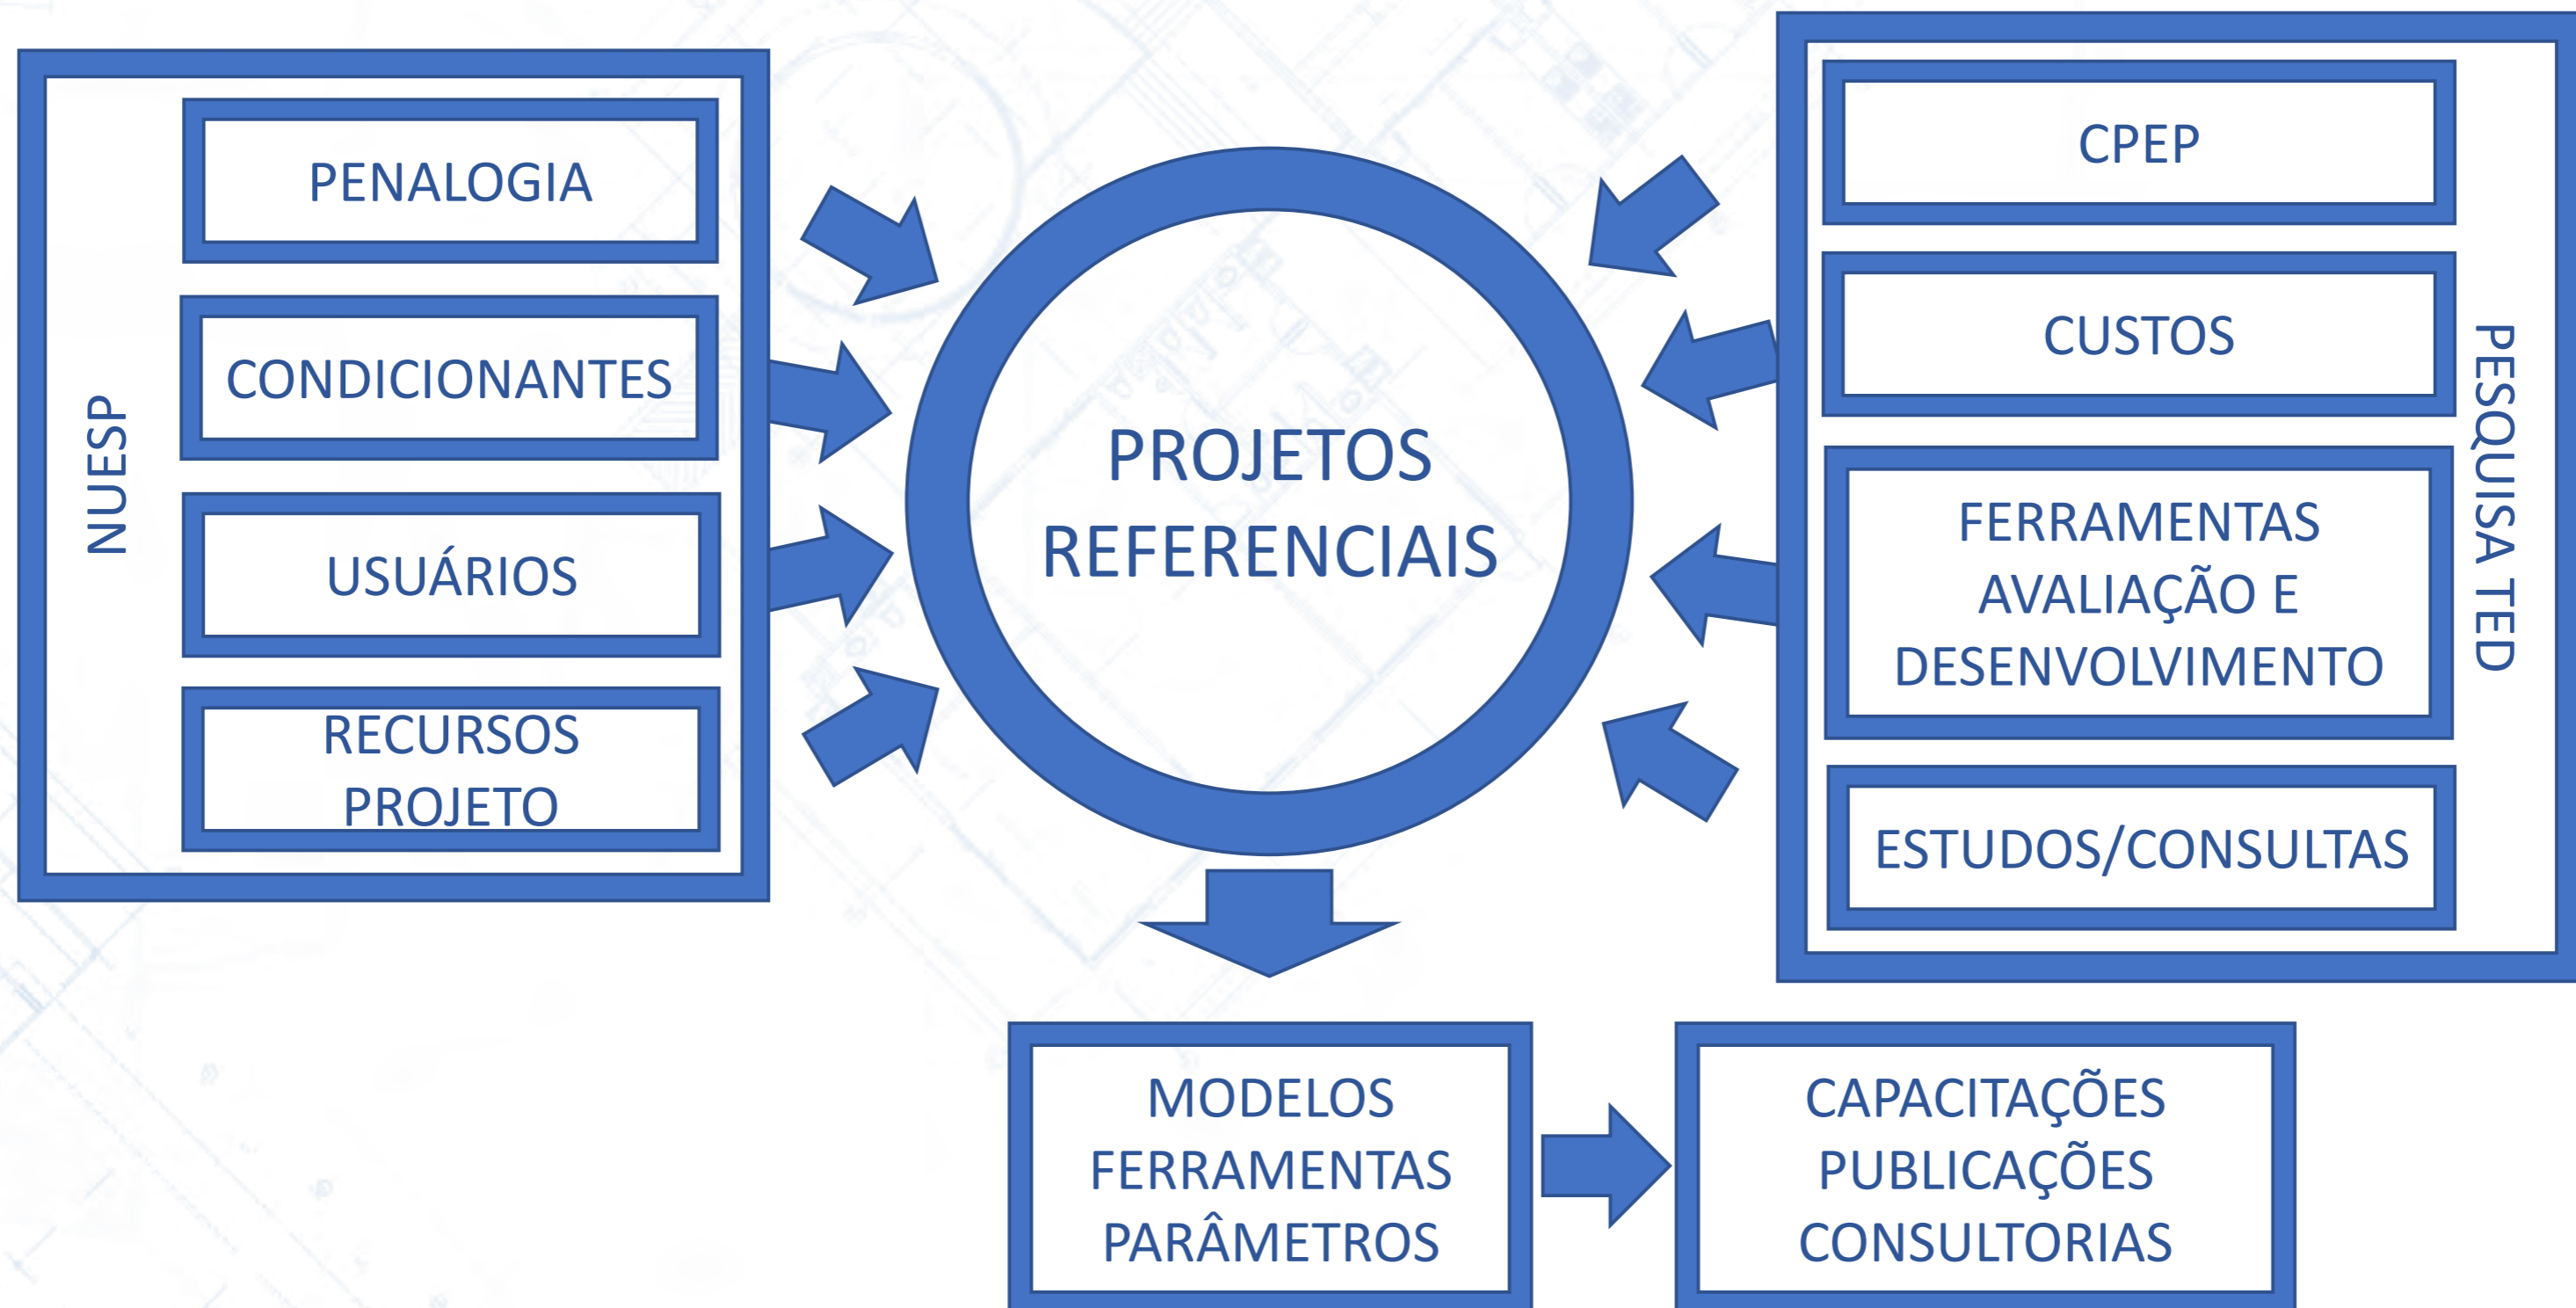 NUESP
PENALOGIA
CONDICIONANTES
USUÁRIOS
RECURSOS
PROJETO
PROJETOS
REFERENCIAIS
CPEP
CUSTOS
FERRAMENTAS
AVALIAÇÃO E
DESENVOLVIMENTO
ESTUDOS/CONSULTAS
PESQUISA TED
MODELOS
FERRAMENTAS
PARÂMETROS
CAPACITAÇÕES
PUBLICAÇÕES
CONSULTORIAS